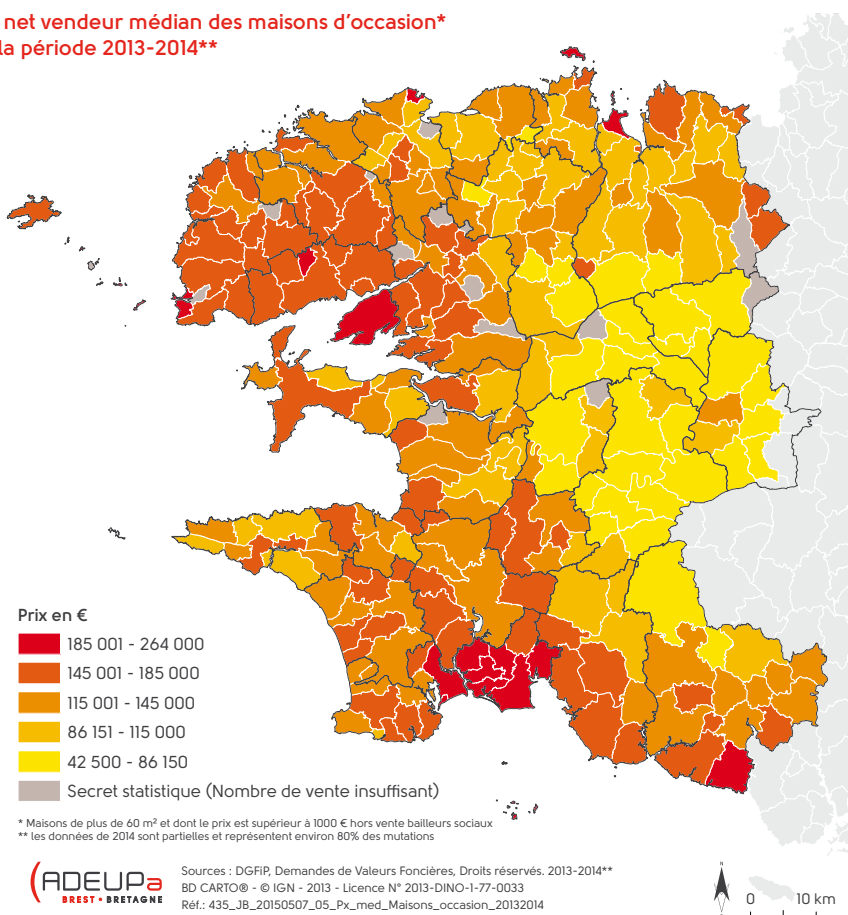 net vendeur médian des maisons d'occasion*
la période 2013-2014**
Prix en €
185 001 - 264 000
145 001 - 185 000
115 001 - 145 000
86 151 - 115 000
42 500 - 86 150
Secret statistique (Nombre de vente insuffisant)
* Maisons de plus de 60 m² et dont le prix est supérieur à 1000 € hors vente bailleurs sociaux
** les données de 2014 sont partielles et représentent environ 80% des mutations
ADEUPa
BREST • BRETAGNE
Sources : DGFiP, Demandes de Valeurs Foncières, Droits réservés. 2013-2014**
BD CARTO® - © IGN - 2013 - Licence N° 2013-DINO-1-77-0033
Réf.: 435_JB_20150507_05_Px_med_Maisons_occasion_20132014
N
0 10 km